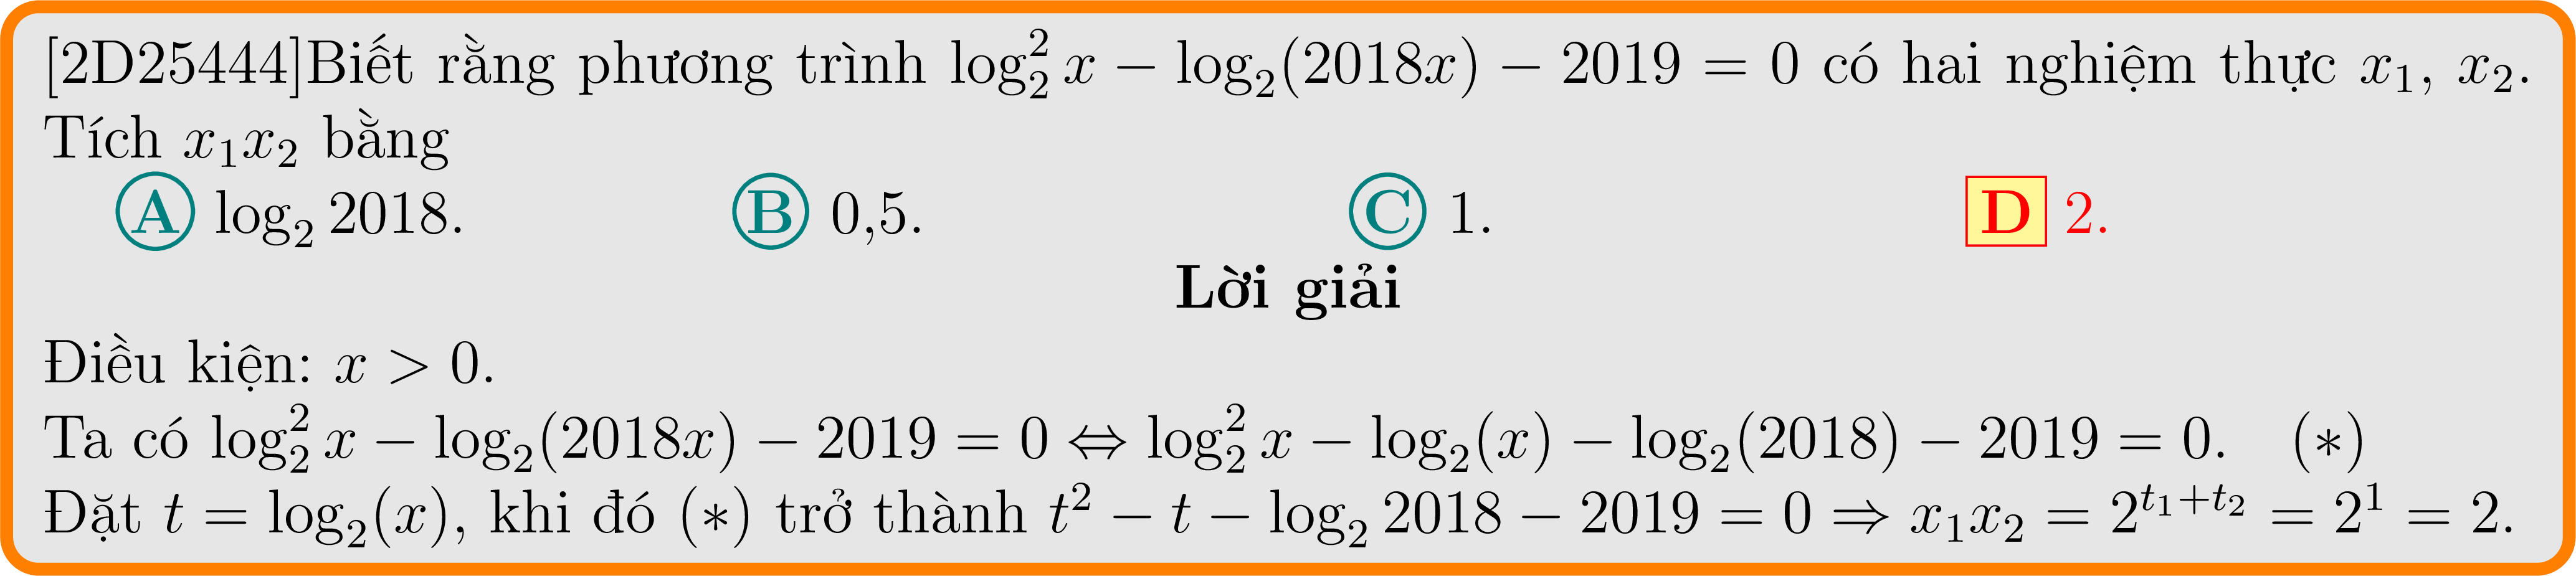 [2D25444]Biết rằng phương trình $\log_2^2 x - \log_2(2018x) - 2019 = 0$ có hai nghiệm thực $x_1$, $x_2$.
Tích $x_1x_2$ bằng
A $\log_2 2018$. B 0,5. C 1. D 2.
Lời giải
Điều kiện: $x > 0$.
Ta có $\log_2^2 x - \log_2(2018x) - 2019 = 0 \Leftrightarrow \log_2^2 x - \log_2(x) - \log_2(2018) - 2019 = 0$. (∗)
Đặt $t = \log_2(x)$, khi đó (∗) trở thành $t^2 - t - \log_2 2018 - 2019 = 0 \Rightarrow x_1x_2 = 2^{t_1+t_2} = 2^1 = 2$.